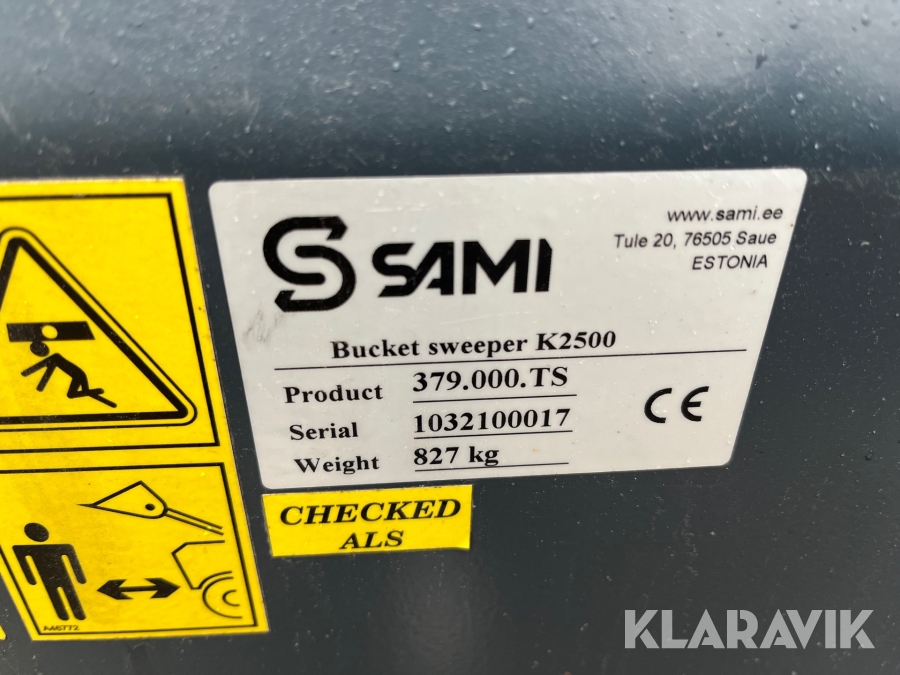 SAMI
www.sami.ee
Tule 20, 76505 Saue
ESTONIA
Bucket sweeper K2500
Product 379.000.TS
Serial 1032100017
Weight 827 kg
CE
CHECKED
ALS
A46772
KLARAVIK